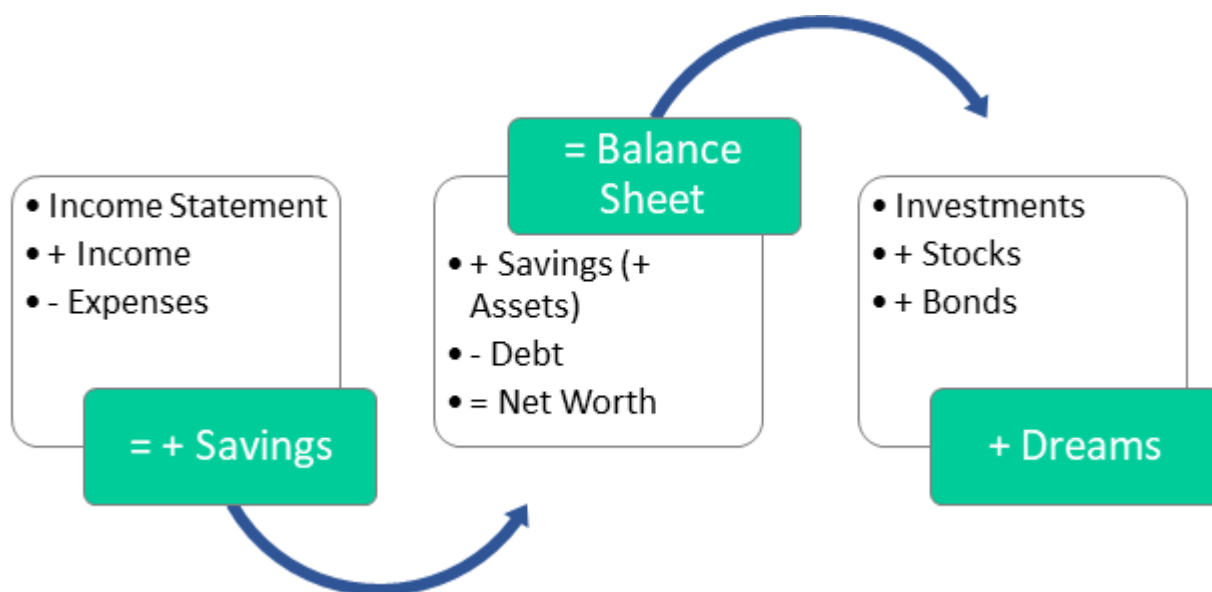 • Income Statement
• + Income
• - Expenses
= + Savings
= Balance
Sheet
• + Savings (+
Assets)
• - Debt
• = Net Worth
• Investments
• + Stocks
• + Bonds
+ Dreams